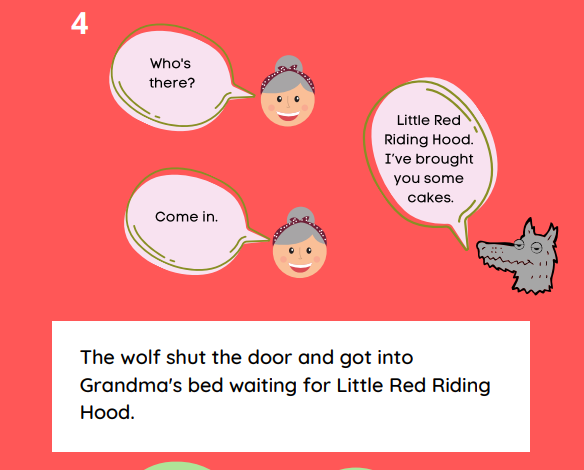 4
Who's
there?
Little Red
Riding Hood.
I've brought
you some
cakes.
Come in.
The wolf shut the door and got into
Grandma's bed waiting for Little Red Riding
Hood.